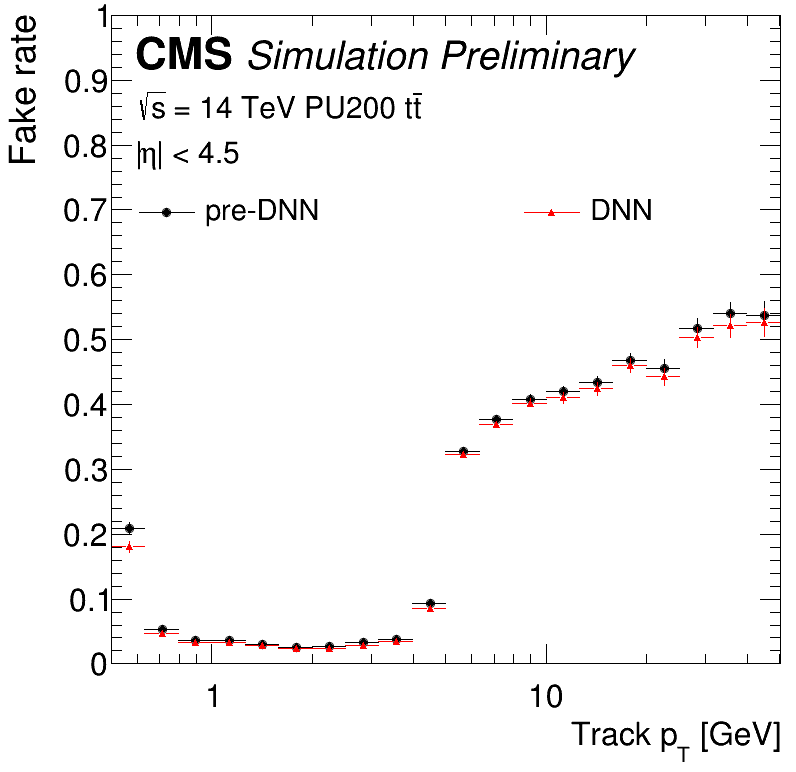 CMS Simulation Preliminary
√s = 14 TeV PU200 tt̄
|η| < 4.5
pre-DNN
DNN
Fake rate
1
0.9
0.8
0.7
0.6
0.5
0.4
0.3
0.2
0.1
0
1
10
Track p_T [GeV]